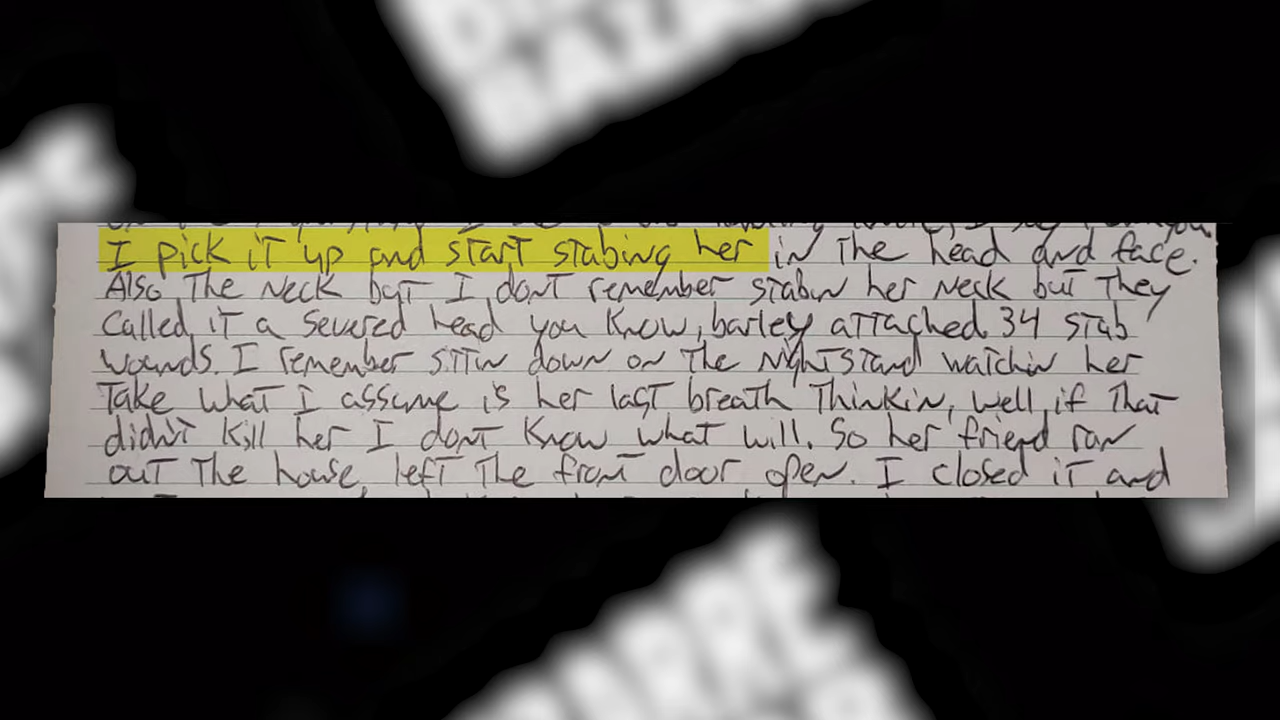 I pick it up and start stabing her in the head and face.
Also the neck but I dont remember stabin her neck but they
called it a severed head you know, barley attached. 34 stab
wounds. I remember sittin down on the nightstand watchin her
take what I assume is her last breath thinkin, well if that
didn't kill her I dont know what will. So her friend ran
out the house, left the front door open. I closed it and